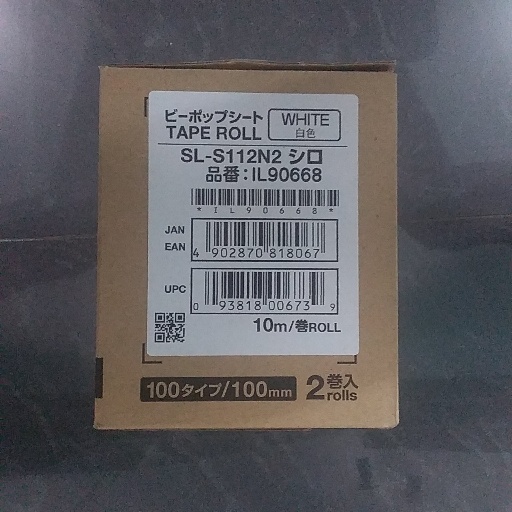 ビーポップシート
TAPE ROLL
WHITE
白色
SL-S112N2 シロ
品番:IL90668
*IL90668*
JAN
EAN
4 902870 818067
UPC
0 93818 00673 9
10m/巻ROLL
100タイプ/100mm
2巻入
rolls